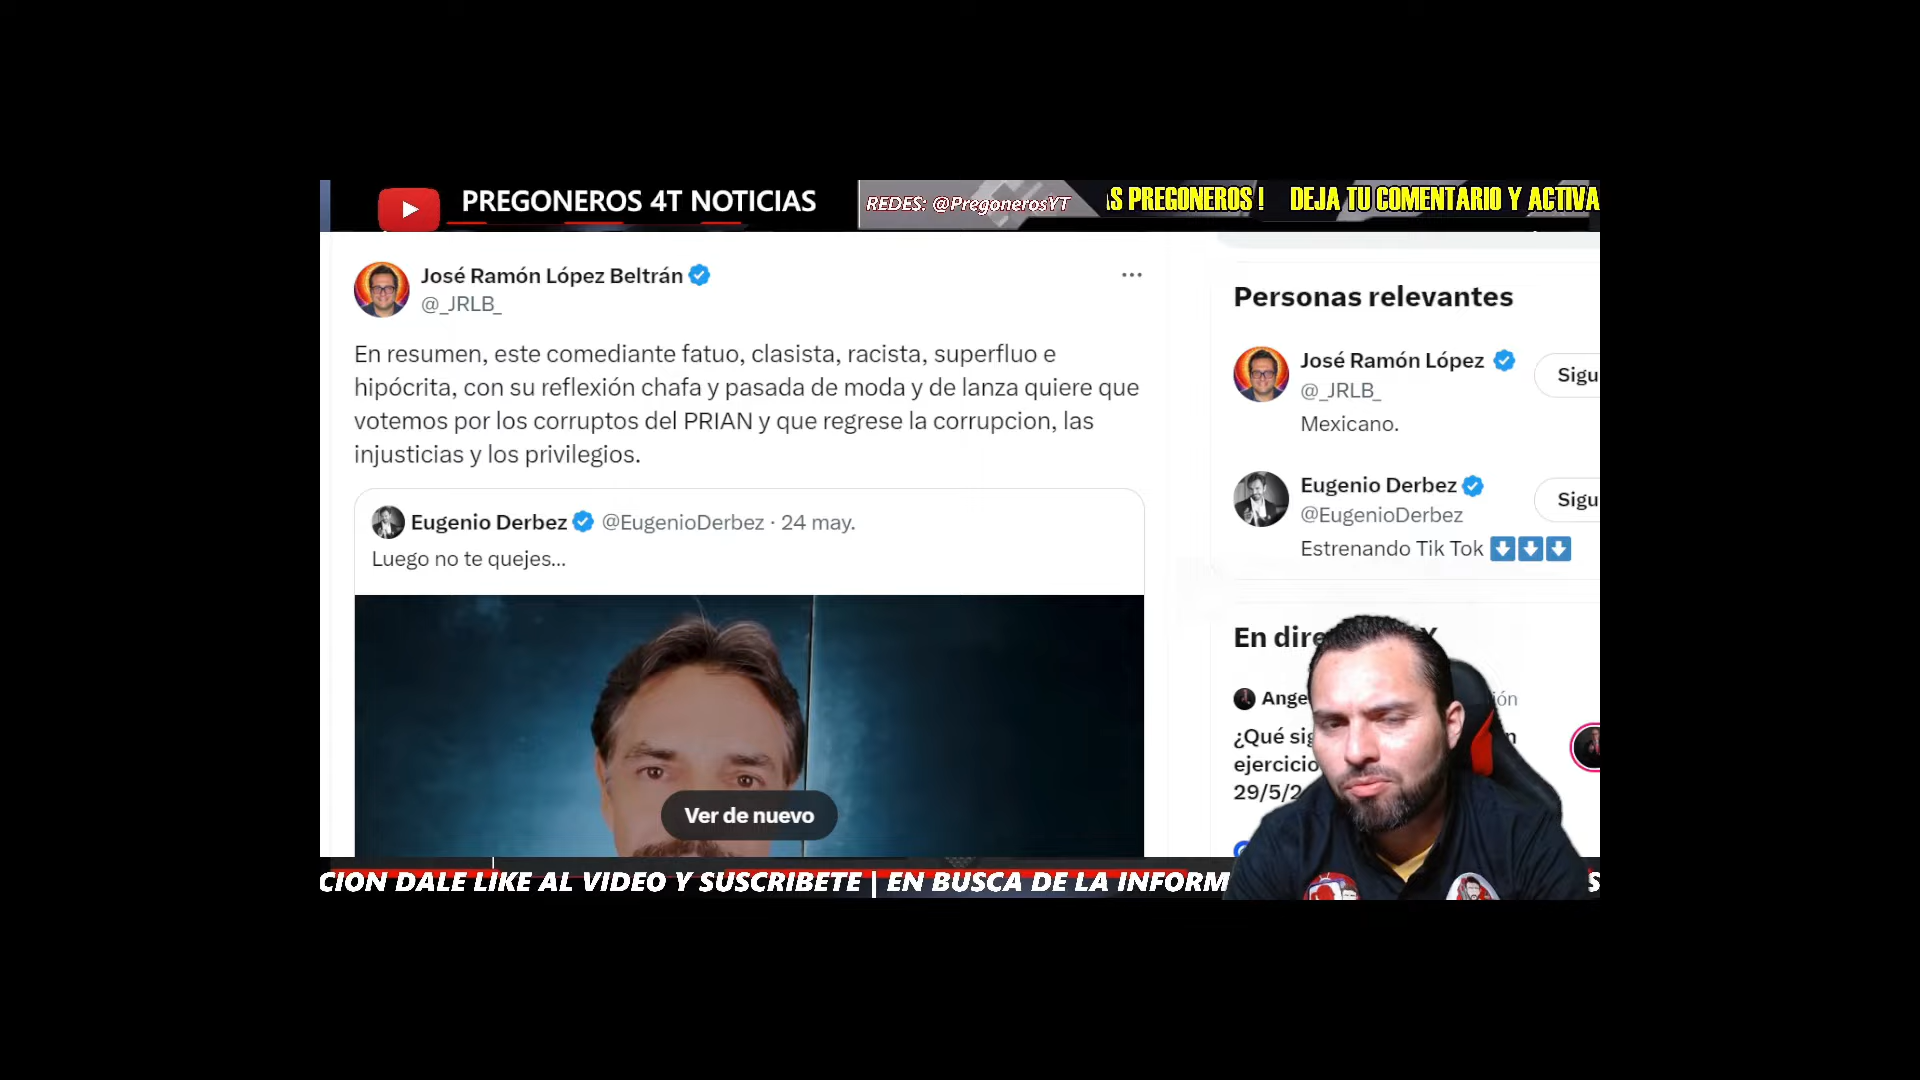 PREGONEROS 4T NOTICIAS
REDES: @PregonerosYT
AS PREGONEROS ! DEJA TU COMENTARIO Y ACTIVA
José Ramón López Beltrán
@_JRLB_
En resumen, este comediante fatuo, clasista, racista, superfluo e
hipócrita, con su reflexión chafa y pasada de moda y de lanza quiere que
votemos por los corruptos del PRIAN y que regrese la corrupcion, las
injusticias y los privilegios.
Eugenio Derbez @EugenioDerbez · 24 may.
Luego no te quejes...
Ver de nuevo
Personas relevantes
José Ramón López
@_JRLB_
Mexicano.
Sigu
Eugenio Derbez
@EugenioDerbez
Estrenando Tik Tok ⬇️⬇️⬇️
Sigu
En dire
Ange
ión
¿Qué sig
n
ejercicio
29/5/2
CION DALE LIKE AL VIDEO Y SUSCRIBETE | EN BUSCA DE LA INFORM
S